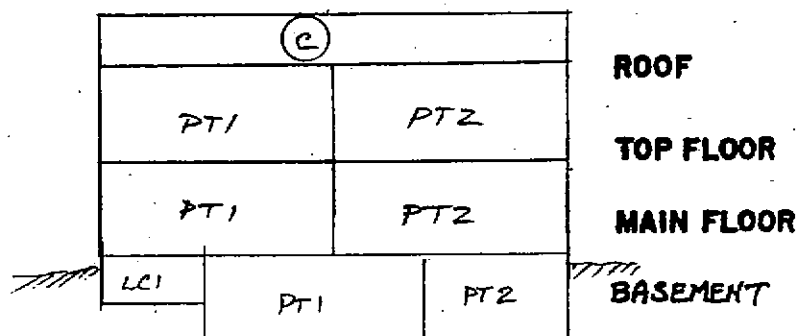 C ROOF
PT1 PT2 TOP FLOOR
PT1 PT2 MAIN FLOOR
LC1 PT1 PT2 BASEMENT